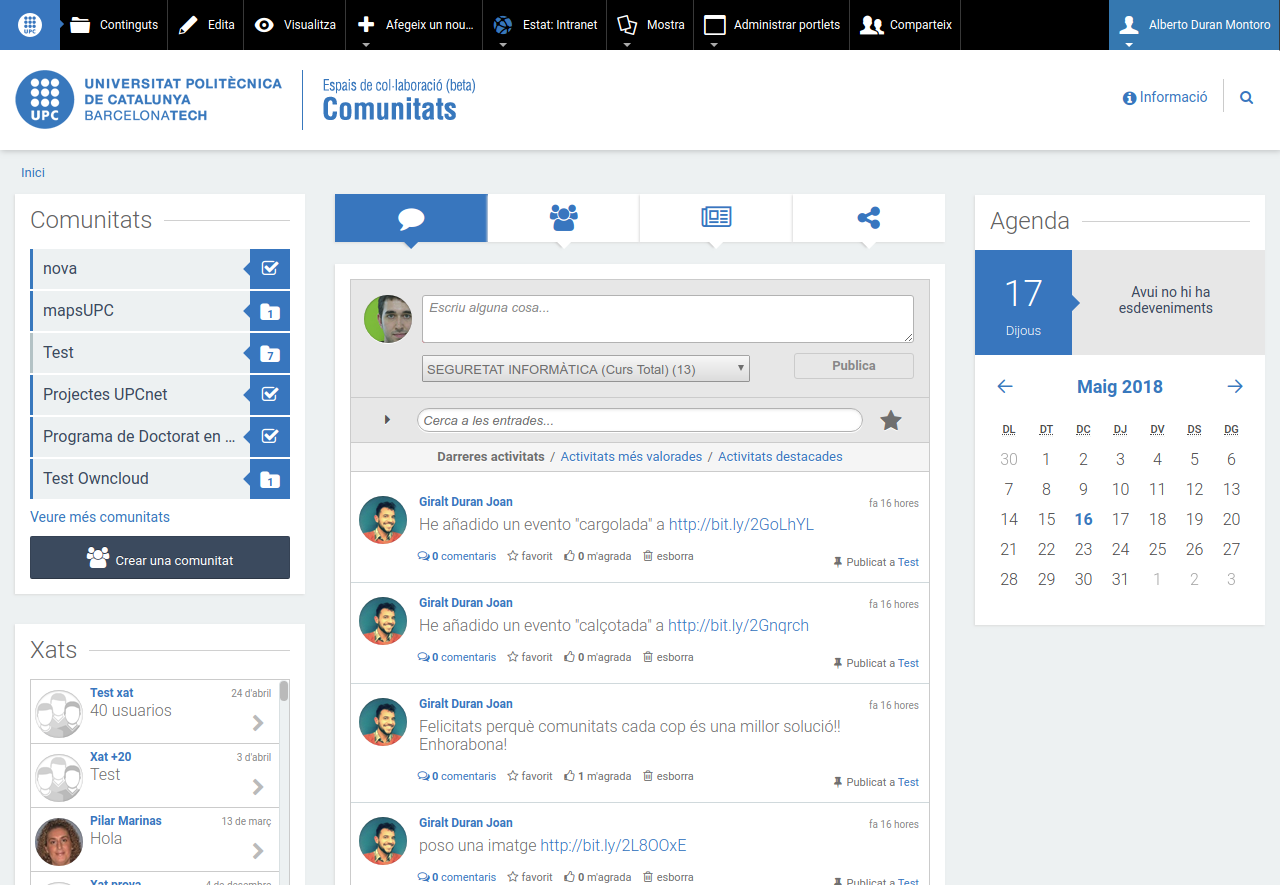 UPC
Continguts
Edita
Visualitza
Afegeix un nou...
Estat: Intranet
Mostra
Administrar portlets
Comparteix
Alberto Duran Montoro
UPC
UNIVERSITAT POLITÈCNICA
DE CATALUNYA
BARCELONATECH
Espais de col·laboració (beta)
Comunitats
Informació
Inici
Comunitats
nova
mapsUPC
1
Test
7
Projectes UPCnet
Programa de Doctorat en ...
Test Owncloud
1
Veure més comunitats
Crear una comunitat
Xats
Test xat
24 d'abril
40 usuarios
Xat +20
3 d'abril
Test
Pilar Marinas
13 de març
Hola
Xat prova
4 de desembre
Escriu alguna cosa...
SEGURETAT INFORMÀTICA (Curs Total) (13)
Publica
Cerca a les entrades...
Darreres activitats / Activitats més valorades / Activitats destacades
Giralt Duran Joan
fa 16 hores
He añadido un evento "cargolada" a http://bit.ly/2GoLhYL
0 comentaris favorit 0 m'agrada esborra
Publicat a Test
Giralt Duran Joan
fa 16 hores
He añadido un evento "calçotada" a http://bit.ly/2Gnqrch
0 comentaris favorit 0 m'agrada esborra
Publicat a Test
Giralt Duran Joan
fa 16 hores
Felicitats perquè comunitats cada cop és una millor solució!!
Enhorabona!
0 comentaris favorit 1 m'agrada esborra
Publicat a Test
Giralt Duran Joan
fa 16 hores
poso una imatge http://bit.ly/2L8OOxE
0 comentaris favorit 0 m'agrada esborra
Publicat a Test
Agenda
17
Dijous
Avui no hi ha
esdeveniments
Maig 2018
DL DT DC DJ DV DS DG
30 1 2 3 4 5 6
7 8 9 10 11 12 13
14 15 16 17 18 19 20
21 22 23 24 25 26 27
28 29 30 31 1 2 3